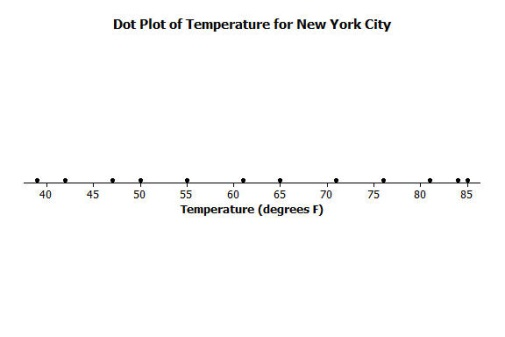 Dot Plot of Temperature for New York City
40 45 50 55 60 65 70 75 80 85
Temperature (degrees F)